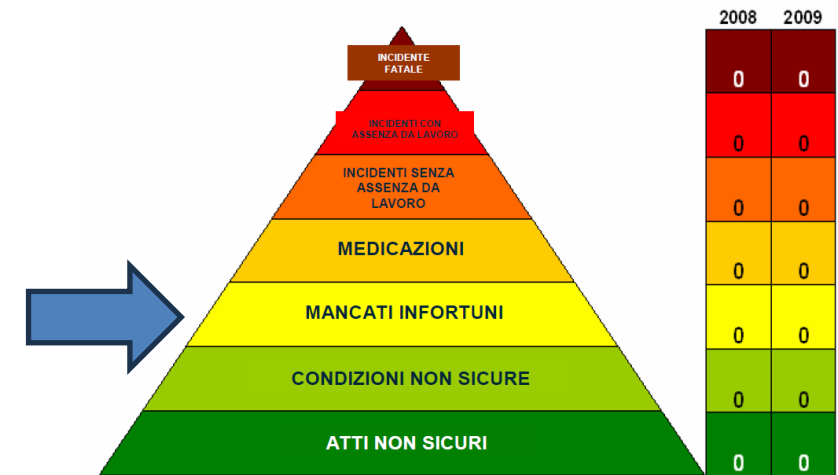 2008 2009
INCIDENTE
FATALE
0 0
INCIDENTI CON
ASSENZA DA LAVORO
0 0
INCIDENTI SENZA
ASSENZA DA
LAVORO
0 0
MEDICAZIONI
0 0
MANCATI INFORTUNI
0 0
CONDIZIONI NON SICURE
0 0
ATTI NON SICURI
0 0